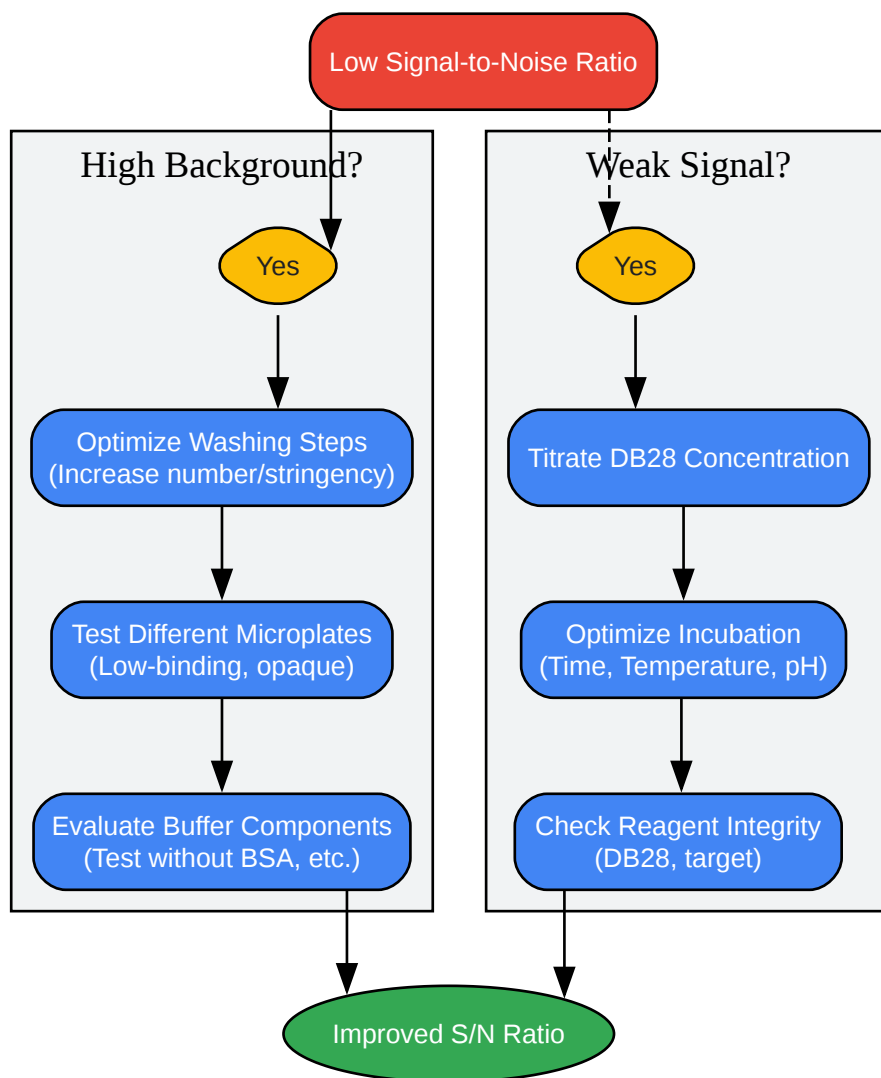 Low Signal-to-Noise Ratio
High Background?
Yes
Optimize Washing Steps
(Increase number/stringency)
Test Different Microplates
(Low-binding, opaque)
Evaluate Buffer Components
(Test without BSA, etc.)
Weak Signal?
Yes
Titrate DB28 Concentration
Optimize Incubation
(Time, Temperature, pH)
Check Reagent Integrity
(DB28, target)
Improved S/N Ratio